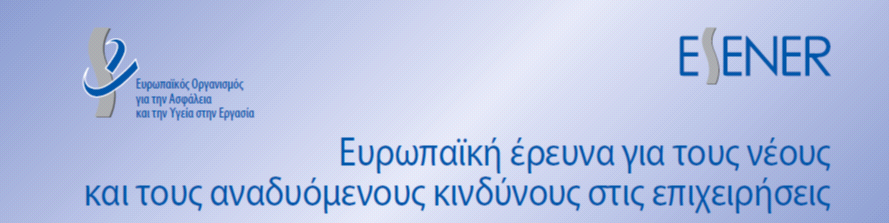 ESENER
Ευρωπαϊκός Οργανισμός
για την Ασφάλεια
και την Υγεία στην Εργασία
Ευρωπαϊκή έρευνα για τους νέους
και τους αναδυόμενους κινδύνους στις επιχειρήσεις